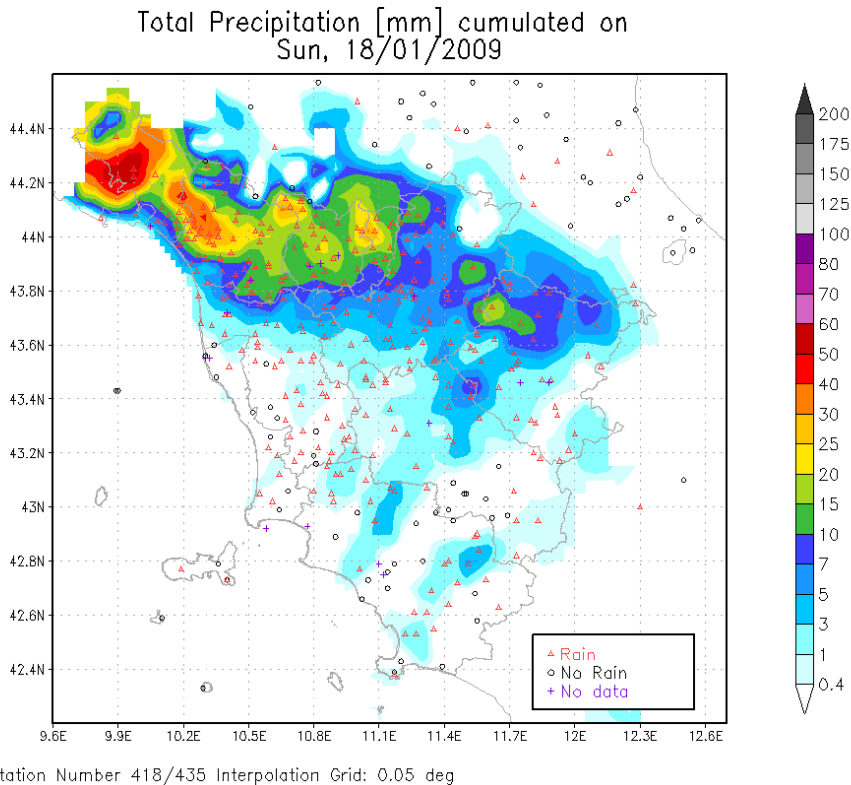 Total Precipitation [mm] cumulated on
Sun, 18/01/2009
44.4N
44.2N
44N
43.8N
43.6N
43.4N
43.2N
43N
42.8N
42.6N
42.4N
9.6E 9.9E 10.2E 10.5E 10.8E 11.1E 11.4E 11.7E 12E 12.3E 12.6E
Rain
No Rain
No data
200
175
150
125
100
80
70
60
50
40
30
25
20
15
10
7
5
3
1
0.4
tation Number 418/435 Interpolation Grid: 0.05 deg